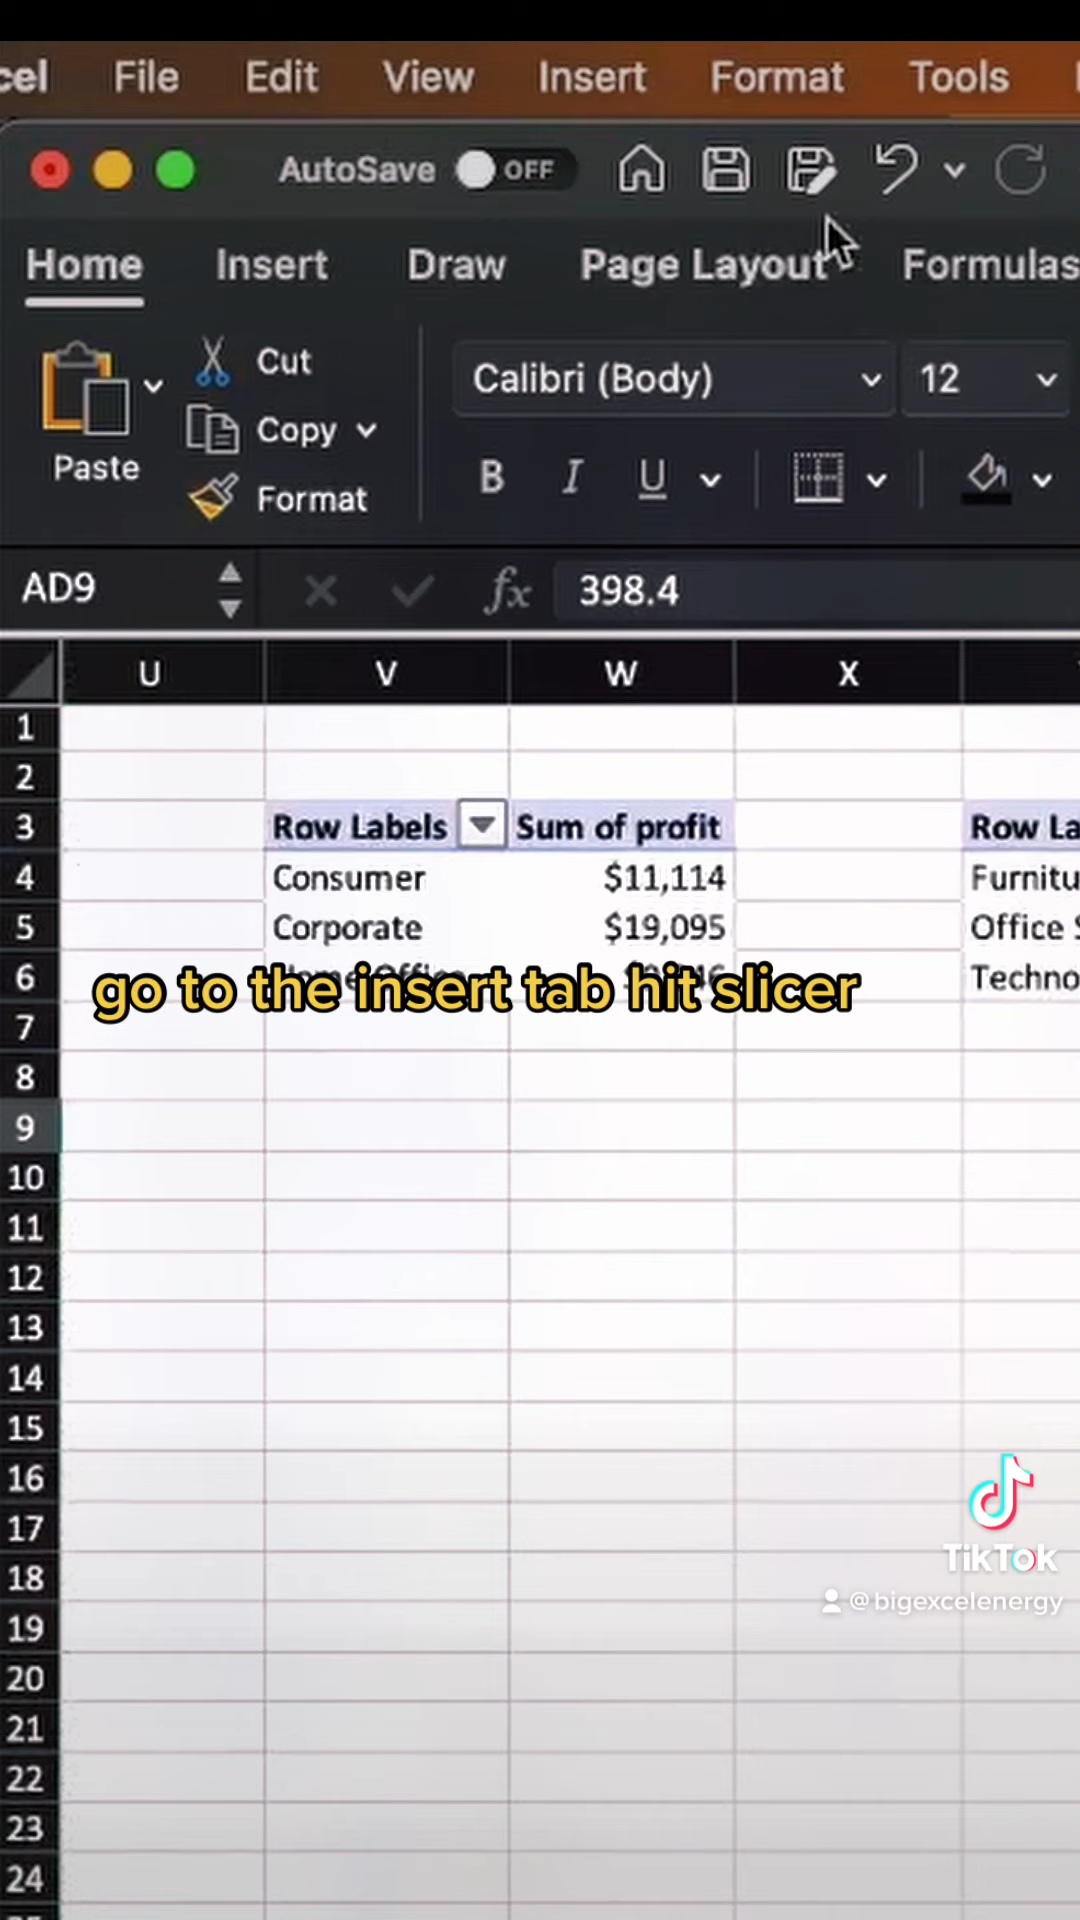 cel File Edit View Insert Format Tools
AutoSave OFF
Home Insert Draw Page Layout Formulas
Cut
Calibri (Body) 12
Copy
Paste
B I U
Format
AD9 fx 398.4
U V W X
1
2
3 Row Labels Sum of profit Row La
4 Consumer $11,114 Furnitu
5 Corporate $19,095 Office S
6 Techno
go to the insert tab hit slicer
7
8
9
10
11
12
13
14
15
16
17
18
19
20
21
22
23
24
TikTok
@bigexcelenergy